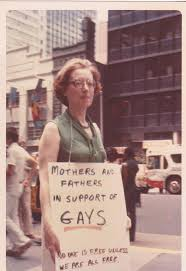 MOTHERS AND
FATHERS
IN SUPPORT OF
GAYS
NO ONE IS FREE UNLESS
WE ARE ALL FREE